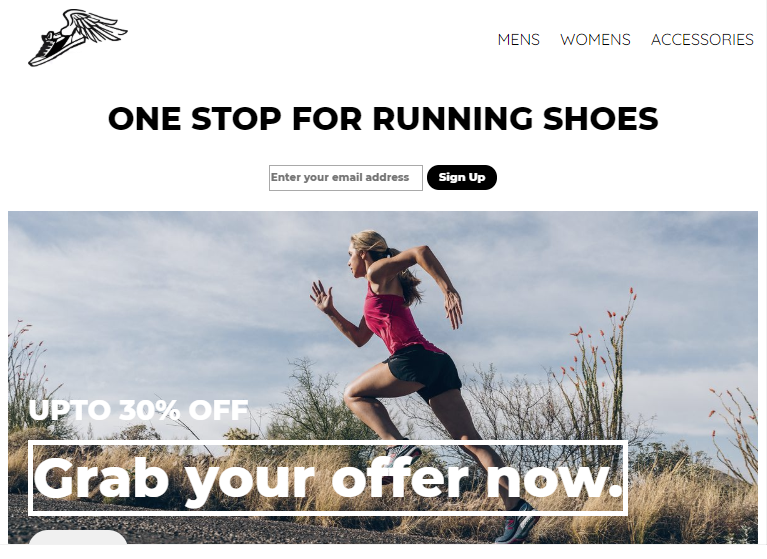 MENS WOMENS ACCESSORIES
ONE STOP FOR RUNNING SHOES
Enter your email address Sign Up
UPTO 30% OFF
Grab your offer now.